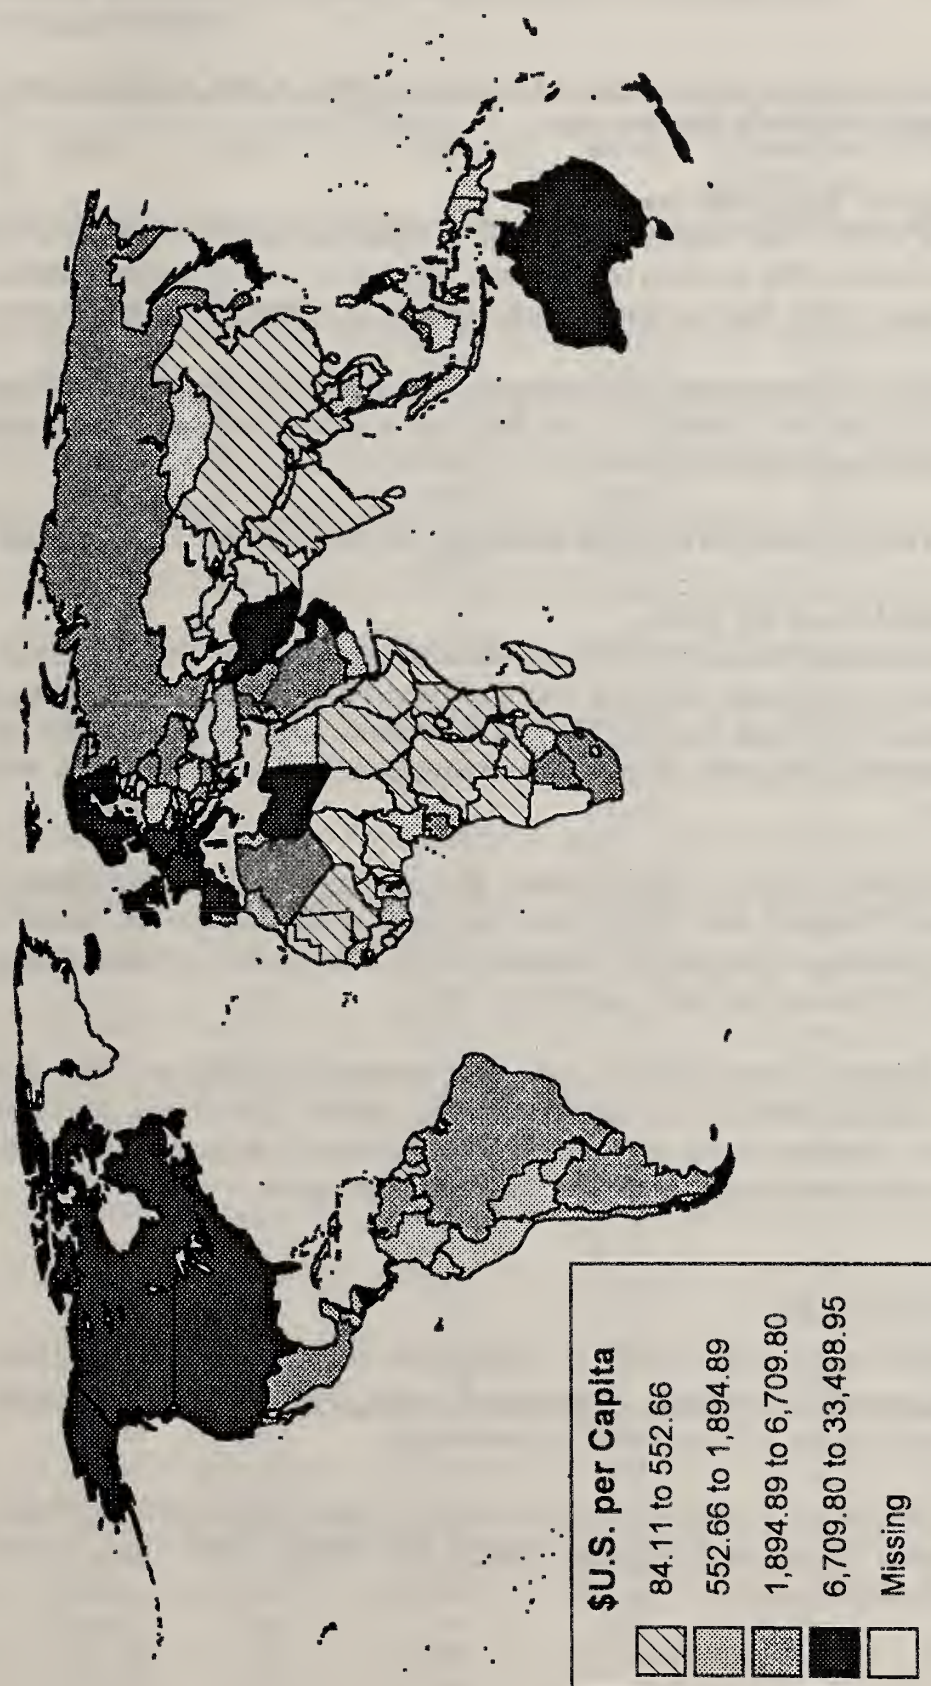 $U.S. per Capita
84.11 to 552.66
552.66 to 1,894.89
1,894.89 to 6,709.80
6,709.80 to 33,498.95
Missing